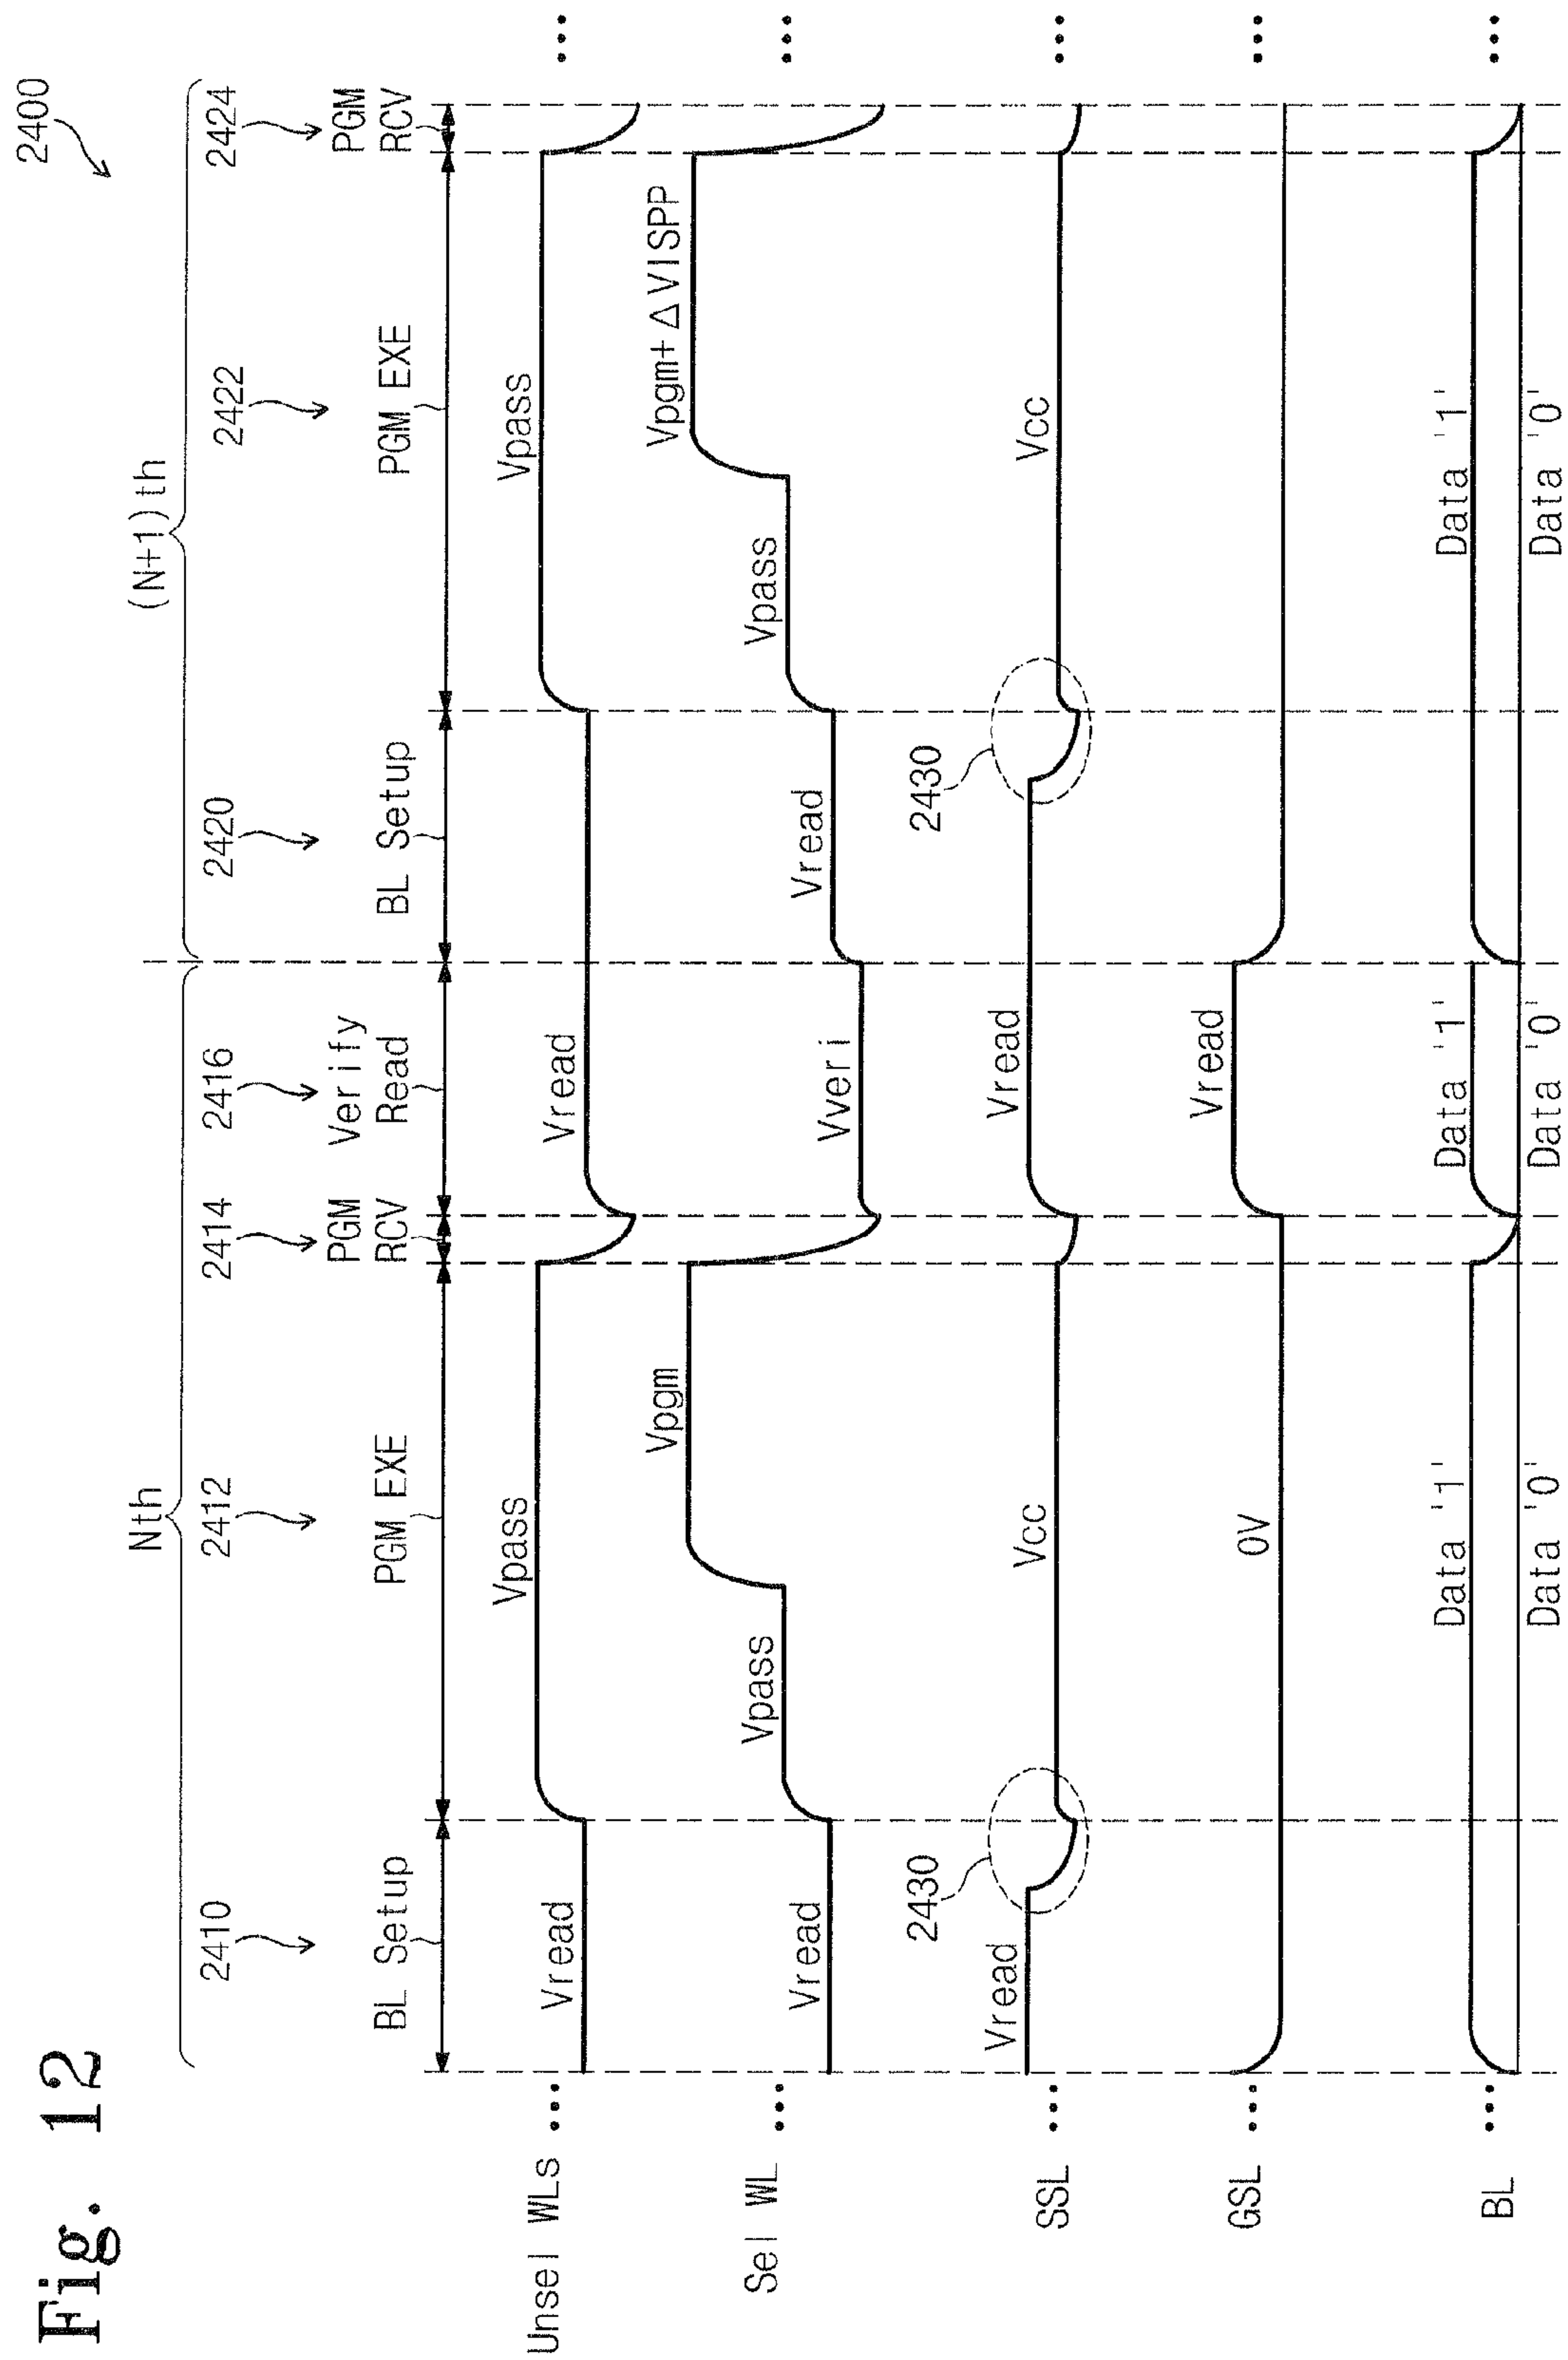 Fig. 12
2400
Nth
(N+1)th
2410
2412
2414
2416
2420
2422
2424
BL Setup
PGM EXE
PGM
RCV
Verify
Read
BL Setup
PGM EXE
PGM
RCV
Unsel WLs ...
Vread
Vpass
Vread
Vpass
...
Sel WL ...
Vread
Vpass
Vpgm
Vveri
Vread
Vpass
Vpgm+ΔVISPP
...
SSL ...
Vread
2430
Vcc
Vread
2430
Vcc
...
GSL ...
0V
Vread
...
BL ...
Data '1'
Data '1'
Data '1'
...
Data '0'
Data '0'
Data '0'